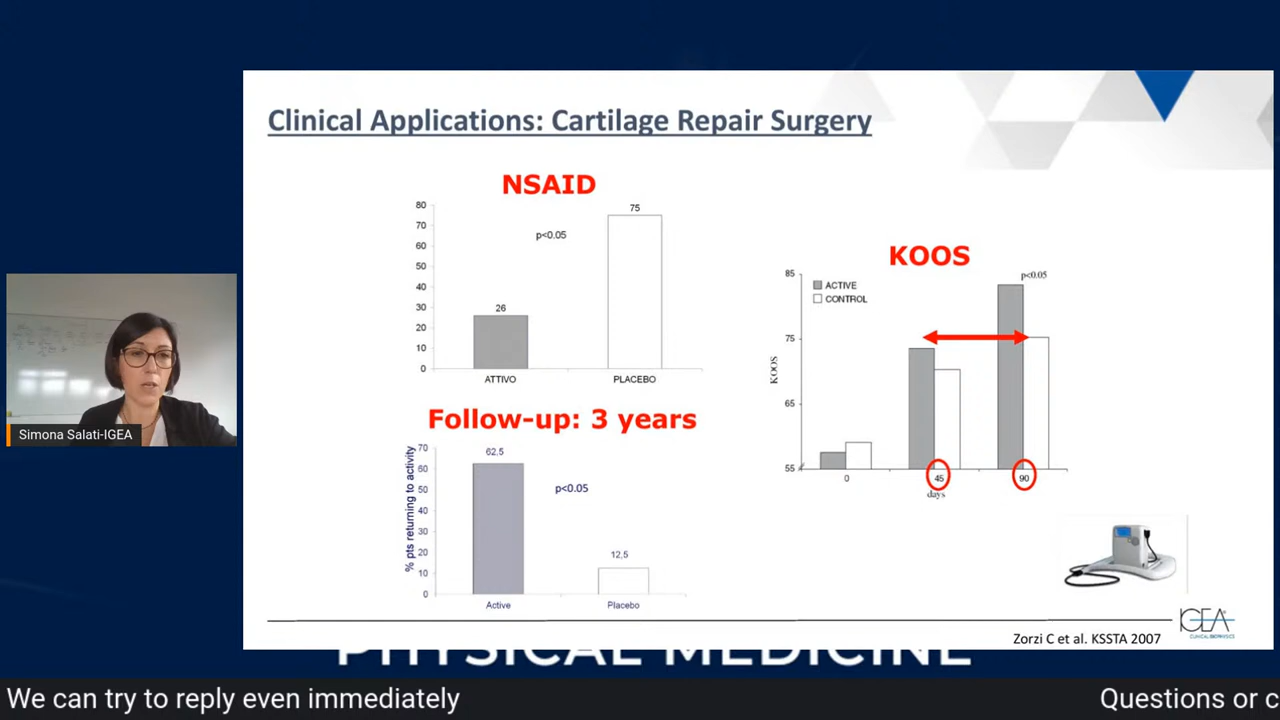 Clinical Applications: Cartilage Repair Surgery
NSAID
80
70
60
50
40
30
20
10
0
p<0.05
26
75
ATTIVO
PLACEBO
Follow-up: 3 years
% pts returning to activity
70
60
50
40
30
20
10
0
62,5
p<0.05
12,5
Active
Placebo
KOOS
85
75
65
55
KOOS
ACTIVE
CONTROL
p<0.05
0
45
90
days
IGEA
CLINICAL BIOPHYSICS
Zorzi C et al. KSSTA 2007
Simona Salati-IGEA
PHYSICAL MEDICINE
We can try to reply even immediately
Questions or c